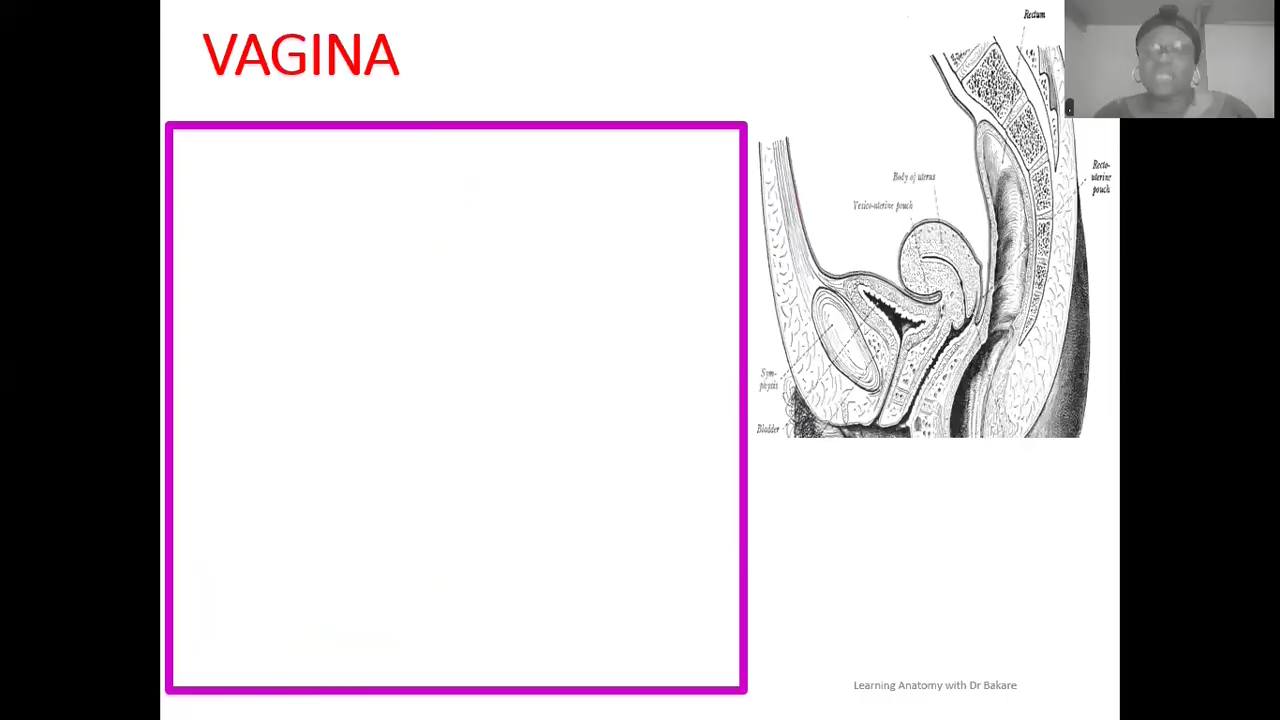 VAGINA
Rectum
Recto-
uterine
pouch
Body of uterus
Vesico-uterine pouch
Sym-
physis
Bladder
Learning Anatomy with Dr Bakare